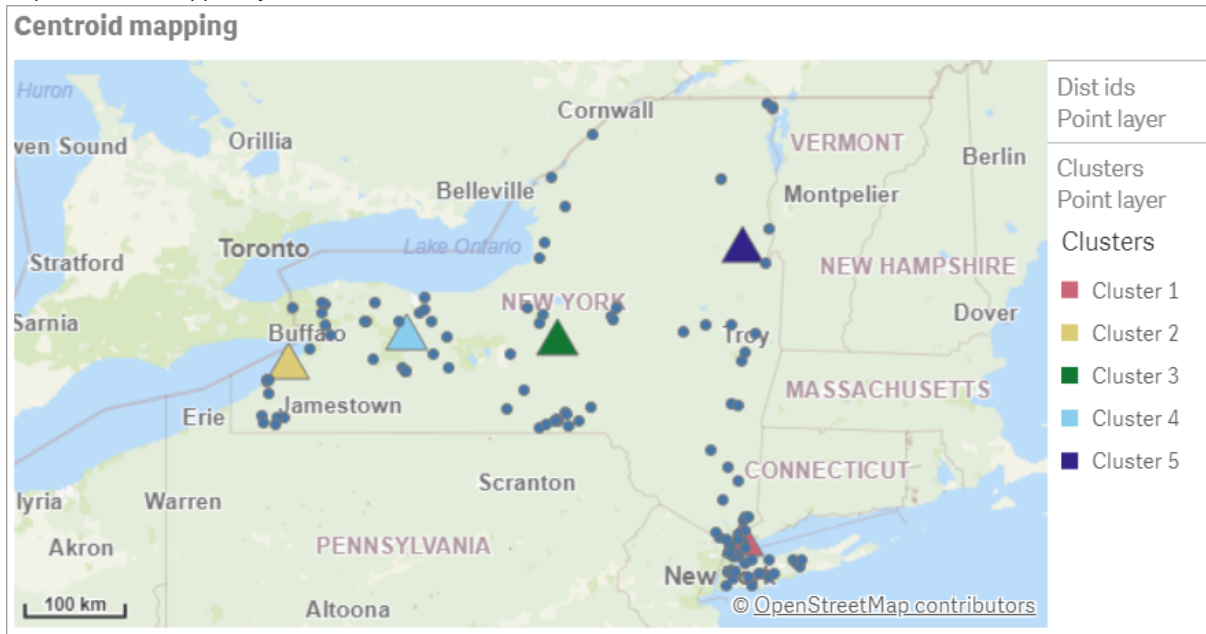 Centroid mapping
Huron
Cornwall
Dist ids
Point layer
ven Sound
Orillia
VERMONT
Berlin
Clusters
Point layer
Belleville
Montpelier
Clusters
Toronto
Lake Ontario
Stratford
NEW HAMPSHIRE
Cluster 1
NEW YORK
Sarnia
Buffalo
Troy
Dover
Cluster 2
Cluster 3
MASSACHUSETTS
Jamestown
Erie
Cluster 4
CONNECTICUT
Cluster 5
Scranton
lyria
Warren
Akron
PENNSYLVANIA
New York
100 km
Altoona
© OpenStreetMap contributors